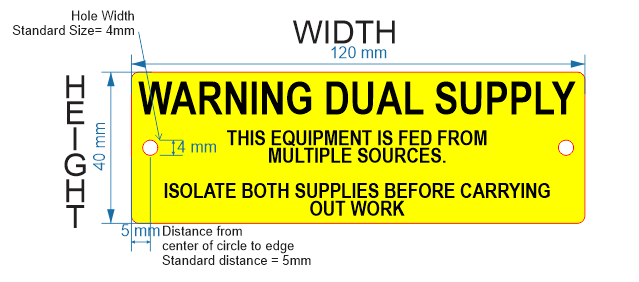 Hole Width
Standard Size= 4mm
WIDTH
120 mm
HEIGHT
40 mm
WARNING DUAL SUPPLY
THIS EQUIPMENT IS FED FROM
MULTIPLE SOURCES.
4 mm
ISOLATE BOTH SUPPLIES BEFORE CARRYING
OUT WORK
5 mm
Distance from
center of circle to edge
Standard distance = 5mm